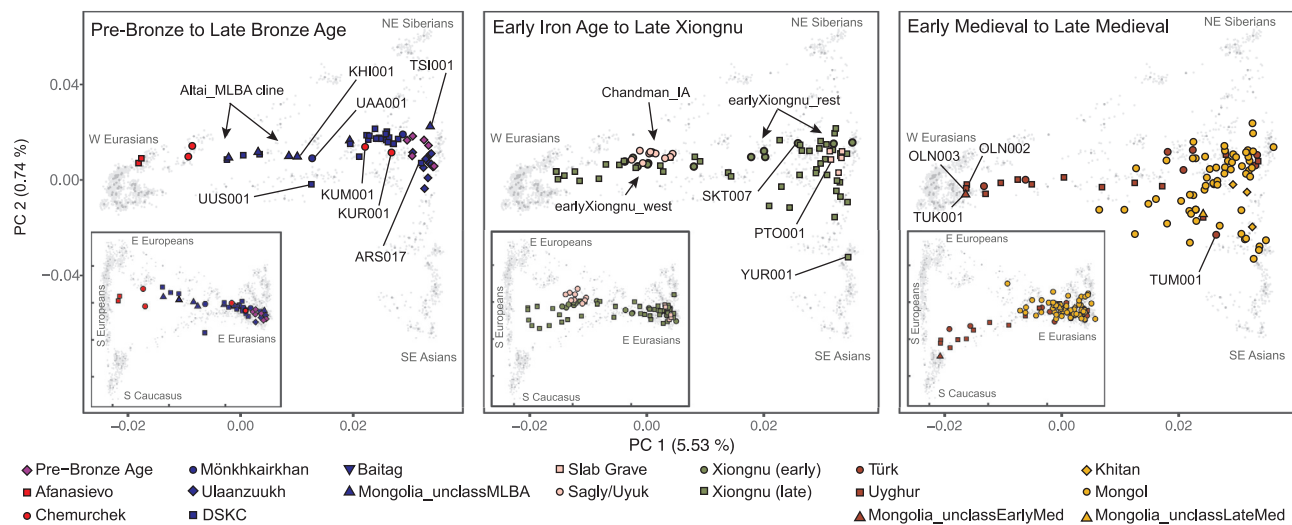 Pre-Bronze to Late Bronze Age
NE Siberians
TSI001
KHI001
Altai_MLBA cline
UAA001
W Eurasians
UUS001
KUM001
KUR001
ARS017
SE Asians
E Europeans
S Europeans
E Eurasians
S Caucasus
0.04
0.00
−0.04
PC 2 (0.74 %)
−0.02
0.00
0.02
Early Iron Age to Late Xiongnu
NE Siberians
Chandman_IA
earlyXiongnu_rest
W Eurasians
earlyXiongnu_west
SKT007
PTO001
YUR001
SE Asians
E Europeans
S Europeans
E Eurasians
S Caucasus
−0.02
0.00
0.02
PC 1 (5.53 %)
Early Medieval to Late Medieval
NE Siberians
W Eurasians
OLN003
OLN002
TUK001
TUM001
SE Asians
E Europeans
S Europeans
E Eurasians
S Caucasus
−0.02
0.00
0.02
Pre−Bronze Age
Afanasievo
Chemurchek
Mönkhkairkhan
Ulaanzuukh
DSKC
Baitag
Mongolia_unclassMLBA
Slab Grave
Sagly/Uyuk
Xiongnu (early)
Xiongnu (late)
Türk
Uyghur
Mongolia_unclassEarlyMed
Khitan
Mongol
Mongolia_unclassLateMed